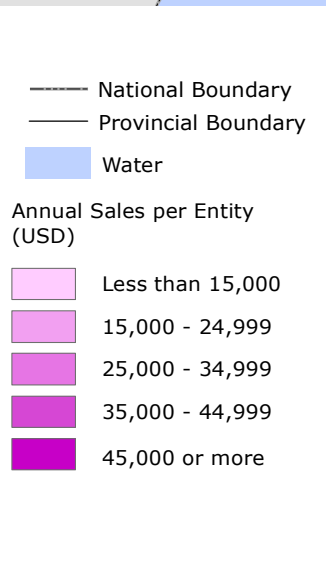 National Boundary
Provincial Boundary
Water
Annual Sales per Entity
(USD)
Less than 15,000
15,000 - 24,999
25,000 - 34,999
35,000 - 44,999
45,000 or more